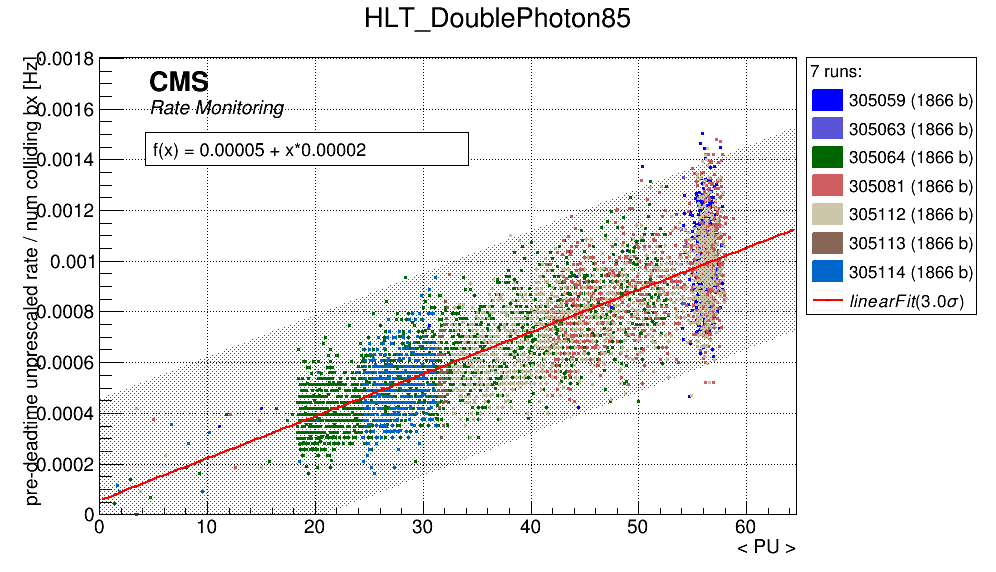 HLT_DoublePhoton85
pre-deadtime unprescaled rate / num colliding bx [Hz]
0.0018
0.0016
0.0014
0.0012
0.001
0.0008
0.0006
0.0004
0.0002
0
CMS
Rate Monitoring
f(x) = 0.00005 + x*0.00002
0 10 20 30 40 50 60
< PU >
7 runs:
305059 (1866 b)
305063 (1866 b)
305064 (1866 b)
305081 (1866 b)
305112 (1866 b)
305113 (1866 b)
305114 (1866 b)
linearFit(3.0σ)